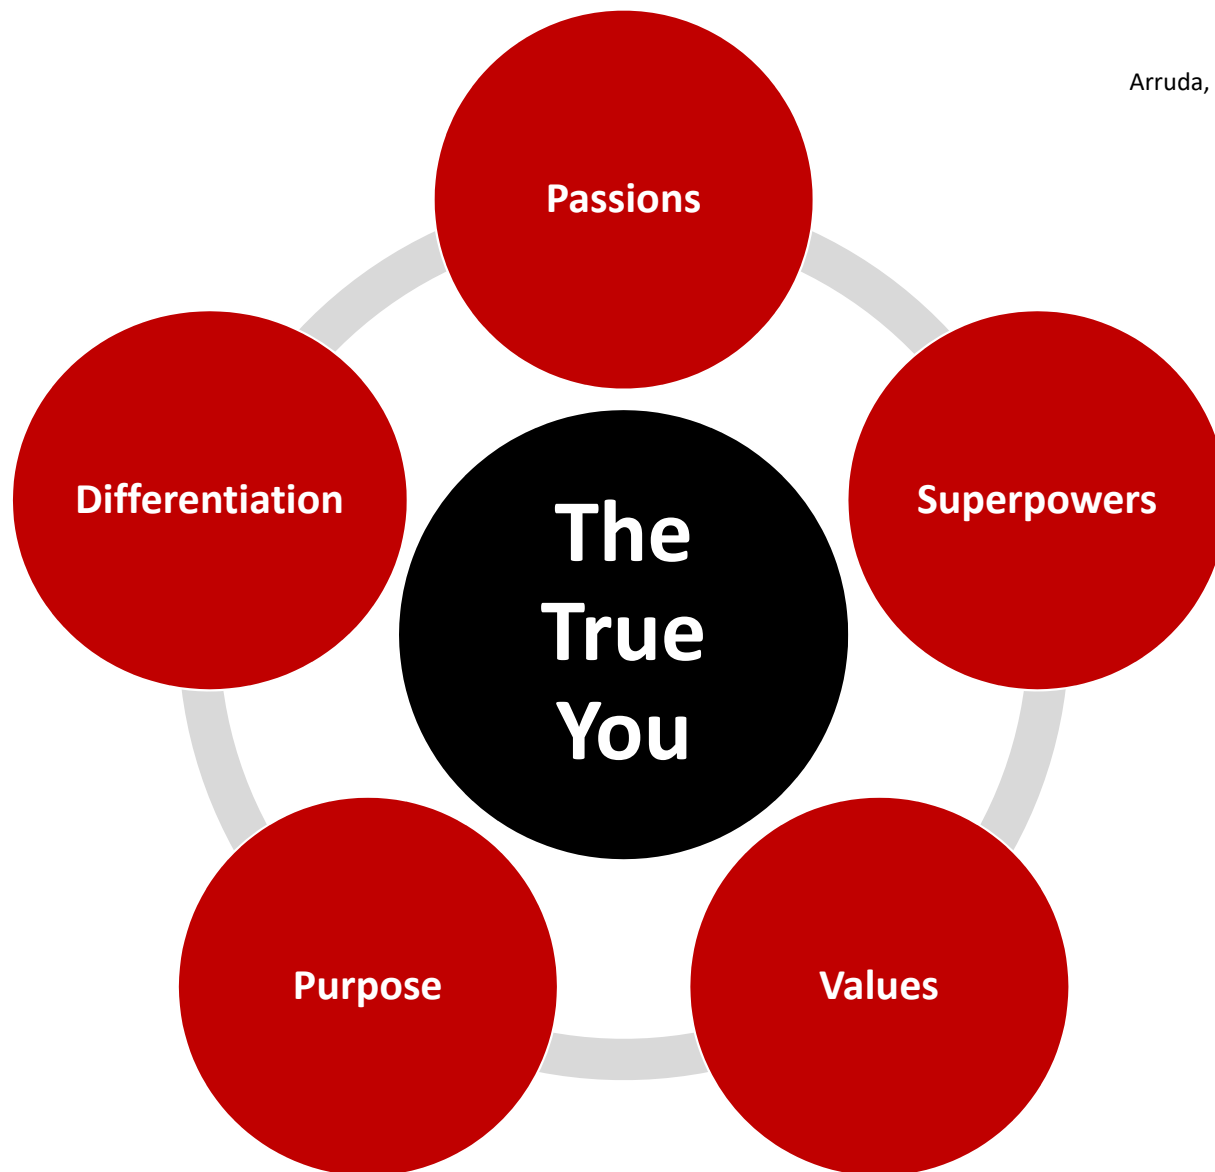 Arruda,
Passions
Differentiation
Superpowers
The
True
You
Purpose
Values